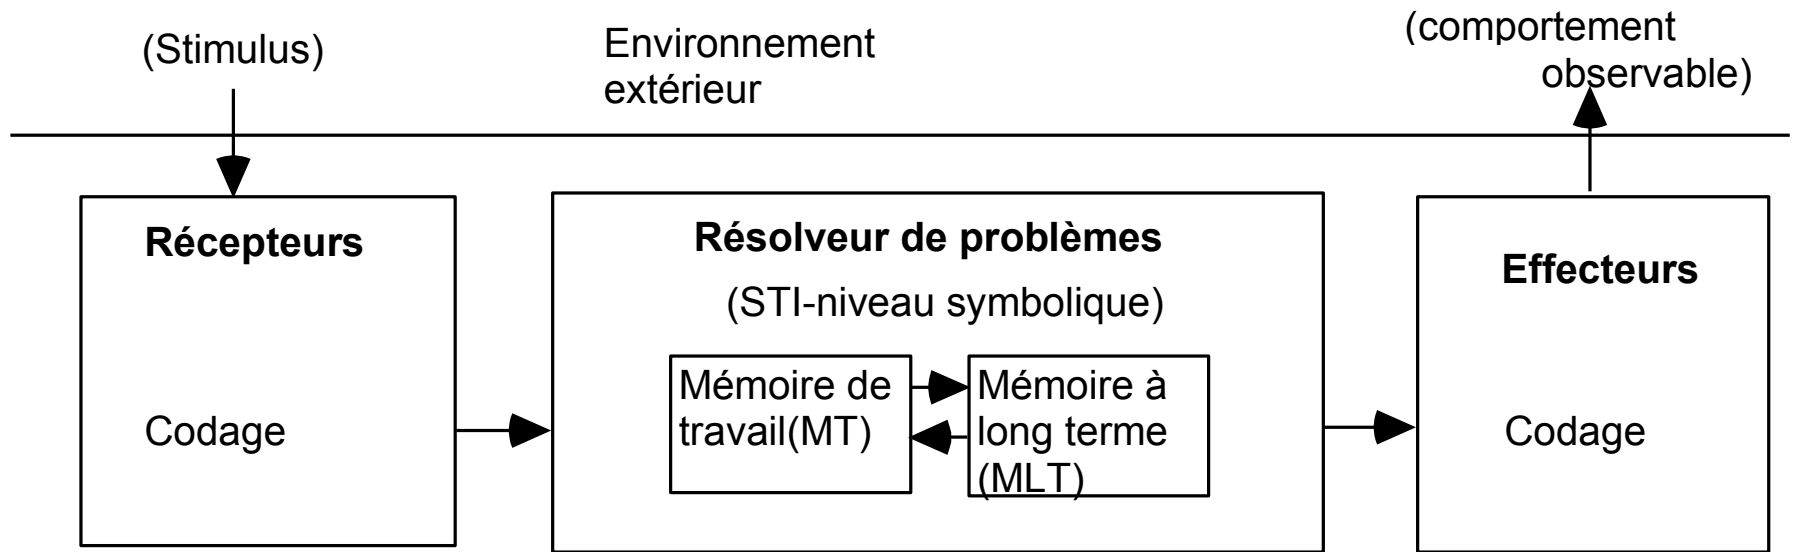 (Stimulus)
Environnement
extérieur
(comportement
observable)
Récepteurs
Codage
Résolveur de problèmes
(STI-niveau symbolique)
Mémoire de
travail(MT)
Mémoire à
long terme
(MLT)
Effecteurs
Codage